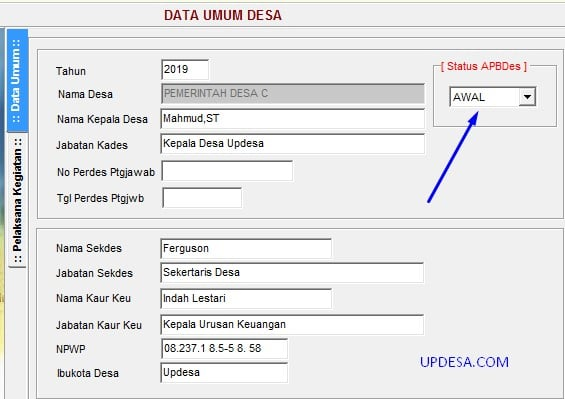 DATA UMUM DESA
:: Data Umum ::
:: Pelaksana Kegiatan ::
Tahun 2019
[ Status APBDes ]
AWAL
Nama Desa PEMERINTAH DESA C
Nama Kepala Desa Mahmud,ST
Jabatan Kades Kepala Desa Updesa
No Perdes Ptgjawab
Tgl Perdes Ptgjwb
Nama Sekdes Ferguson
Jabatan Sekdes Sekertaris Desa
Nama Kaur Keu Indah Lestari
Jabatan Kaur Keu Kepala Urusan Keuangan
NPWP 08.237.1 8.5-5 8. 58
Ibukota Desa Updesa
UPDESA.COM